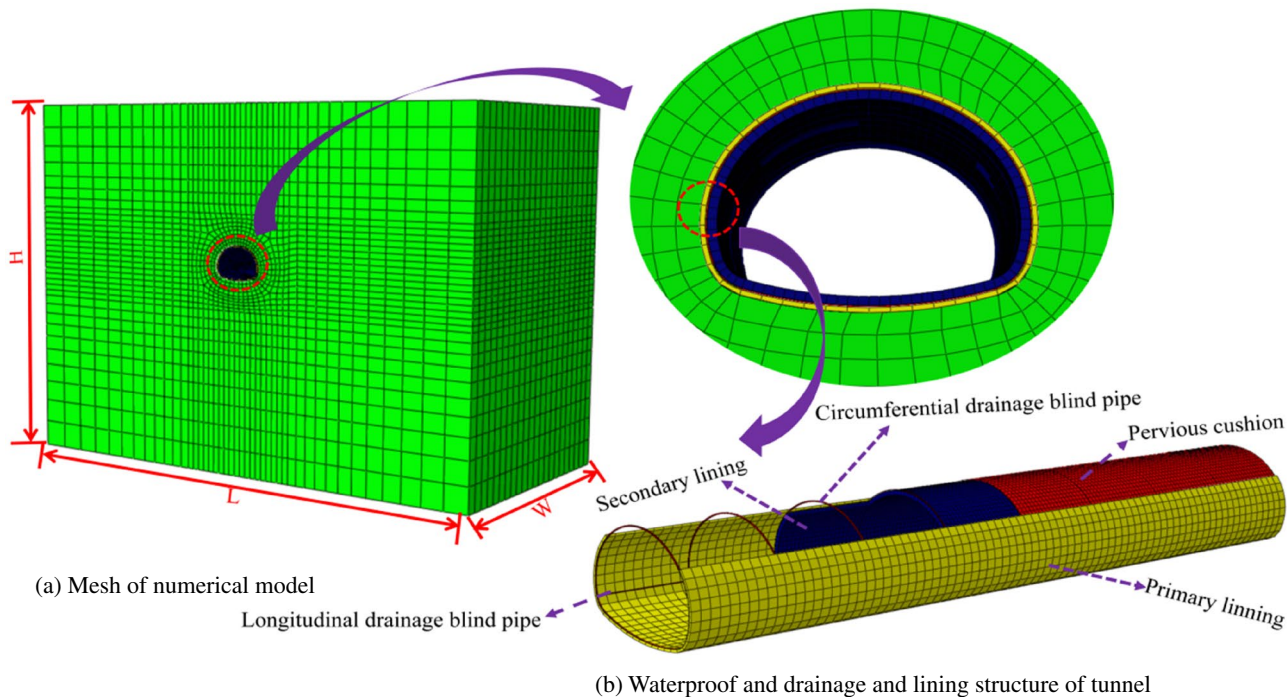 H
L
W
(a) Mesh of numerical model
Circumferential drainage blind pipe
Pervious cushion
Secondary lining
Longitudinal drainage blind pipe
Primary linning
(b) Waterproof and drainage and lining structure of tunnel